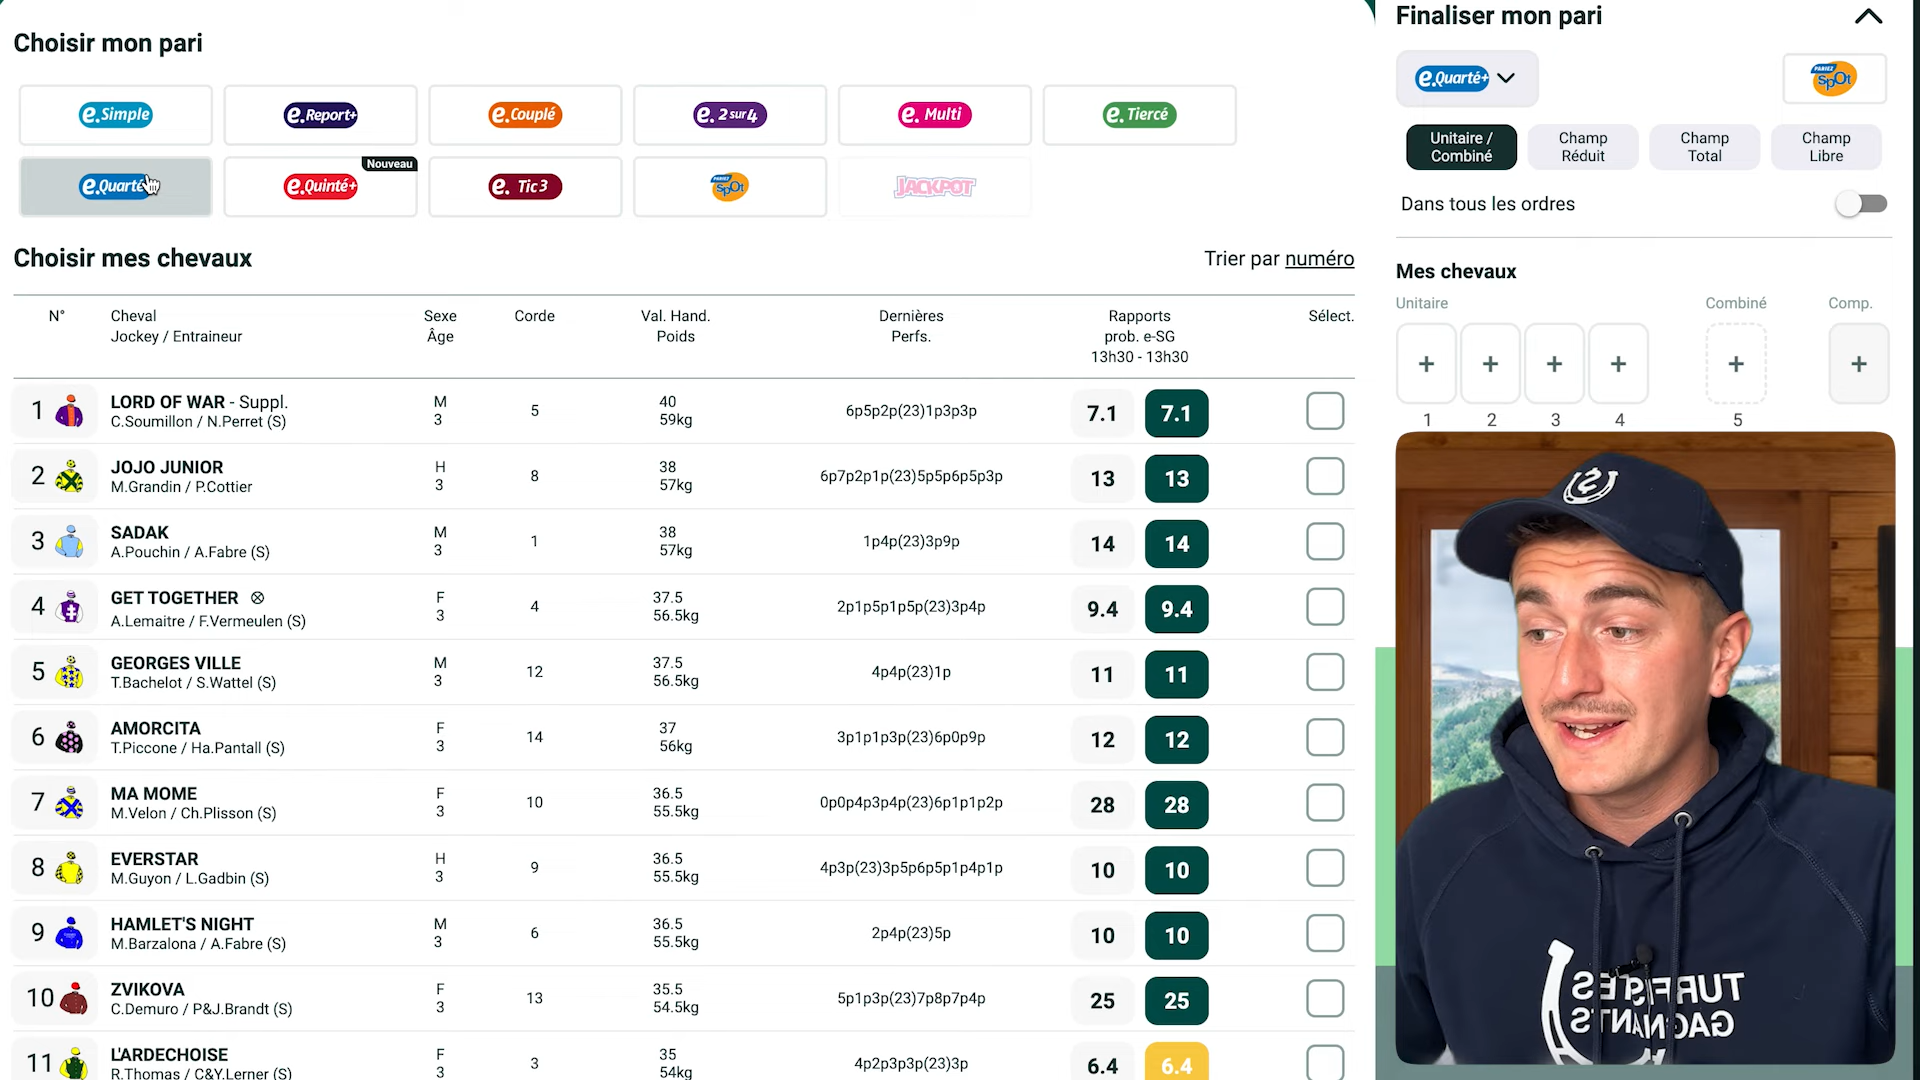 Choisir mon pari
e.Simple
e.Report+
e.Couplé
e. 2 sur 4
e. Multi
e. Tiercé
e.Quarté
e.Quinté+
Nouveau
e. Tic 3
PARIEZ spOt
JACKPOT
Choisir mes chevaux
Trier par numéro
N° Cheval Sexe Corde Val. Hand. Dernières Rapports Sélect.
Jockey / Entraineur Âge Poids Perfs. prob. e-SG
13h30 - 13h30
1 LORD OF WAR - Suppl. M 5 40 6p5p2p(23)1p3p3p 7.1 7.1
C.Soumillon / N.Perret (S) 3 59kg
2 JOJO JUNIOR H 8 38 6p7p2p1p(23)5p5p6p5p3p 13 13
M.Grandin / P.Cottier 3 57kg
3 SADAK M 1 38 1p4p(23)3p9p 14 14
A.Pouchin / A.Fabre (S) 3 57kg
4 GET TOGETHER F 4 37.5 2p1p5p1p5p(23)3p4p 9.4 9.4
A.Lemaitre / F.Vermeulen (S) 3 56.5kg
5 GEORGES VILLE M 12 37.5 4p4p(23)1p 11 11
T.Bachelot / S.Wattel (S) 3 56.5kg
6 AMORCITA F 14 37 3p1p1p3p(23)6p0p9p 12 12
T.Piccone / Ha.Pantall (S) 3 56kg
7 MA MOME F 10 36.5 0p0p4p3p4p(23)6p1p1p2p 28 28
M.Velon / Ch.Plisson (S) 3 55.5kg
8 EVERSTAR H 9 36.5 4p3p(23)3p5p6p5p1p4p1p 10 10
M.Guyon / L.Gadbin (S) 3 55.5kg
9 HAMLET'S NIGHT M 6 36.5 2p4p(23)5p 10 10
M.Barzalona / A.Fabre (S) 3 55.5kg
10 ZVIKOVA F 13 35.5 5p1p3p(23)7p8p7p4p 25 25
C.Demuro / P&J.Brandt (S) 3 54.5kg
11 L'ARDECHOISE F 3 35 4p2p3p3p(23)3p 6.4 6.4
R.Thomas / C&Y.Lerner (S) 3 54kg
Finaliser mon pari
e.Quarté+
PARIEZ spOt
Unitaire / Combiné
Champ Réduit
Champ Total
Champ Libre
Dans tous les ordres
Mes chevaux
Unitaire Combiné Comp.
+ + + + + +
1 2 3 4 5
$
TURFISTES
GAGNANTS